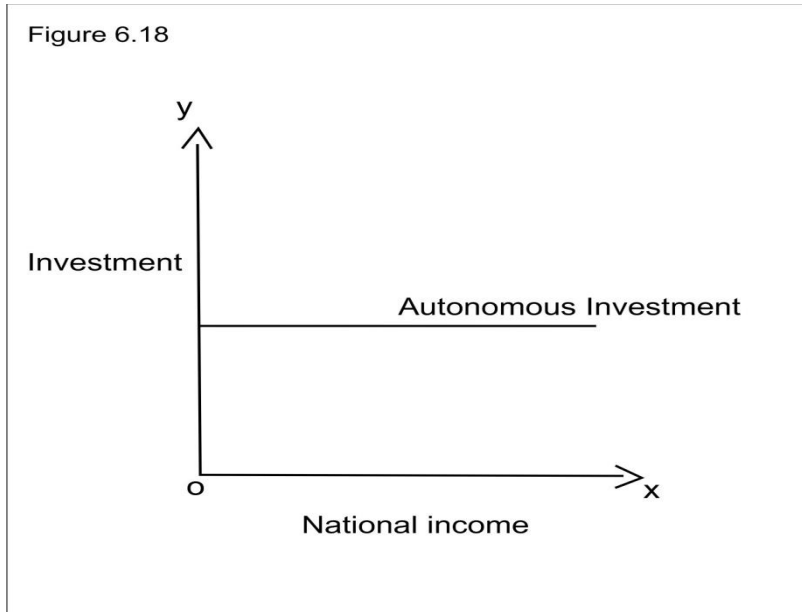 Figure 6.18
y
Investment
Autonomous Investment
o
x
National income